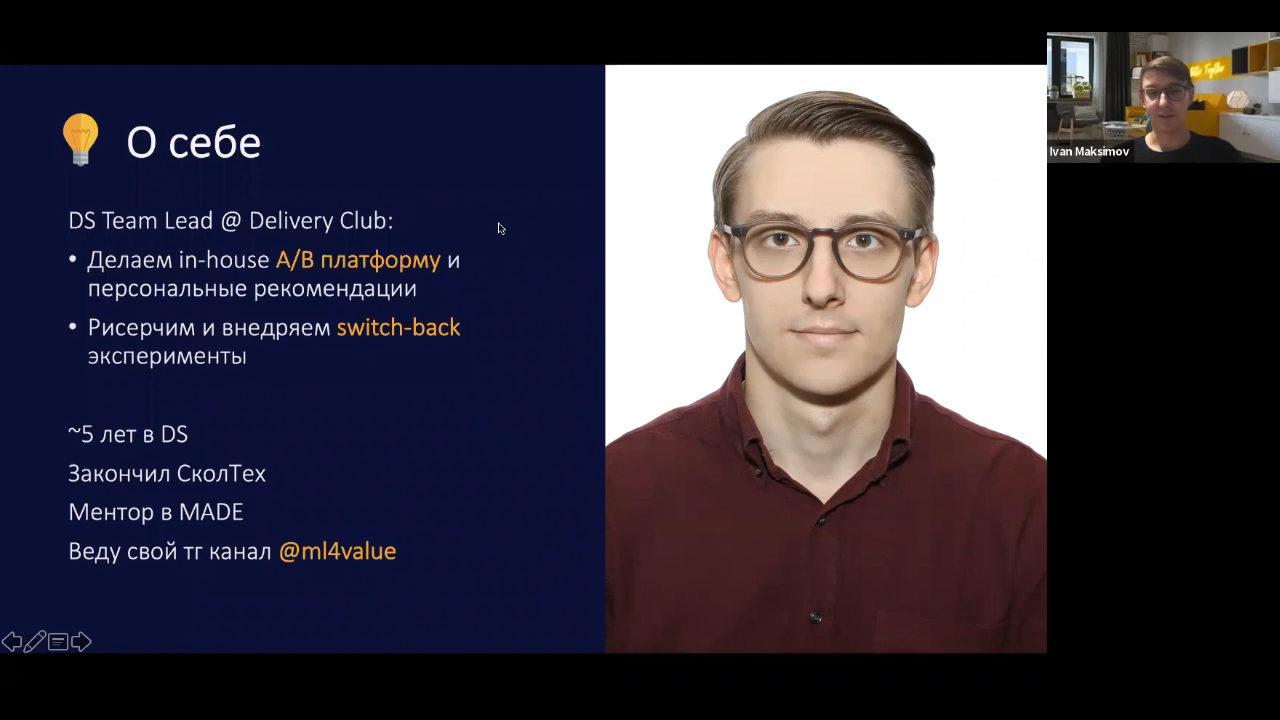 О себе
DS Team Lead @ Delivery Club:
• Делаем in-house A/B платформу и
персональные рекомендации
• Рисерчим и внедряем switch-back
эксперименты
~5 лет в DS
Закончил СколТех
Ментор в MADE
Веду свой тг канал @ml4value
Ivan Maksimov